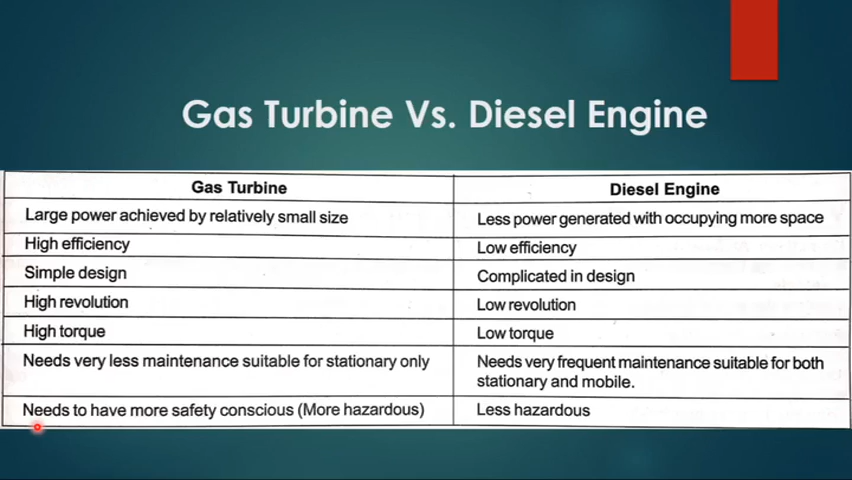 Gas Turbine Vs. Diesel Engine
Gas Turbine
Diesel Engine
Large power achieved by relatively small size
Less power generated with occupying more space
High efficiency
Low efficiency
Simple design
Complicated in design
High revolution
Low revolution
High torque
Low torque
Needs very less maintenance suitable for stationary only
Needs very frequent maintenance suitable for both
stationary and mobile.
Needs to have more safety conscious (More hazardous)
Less hazardous